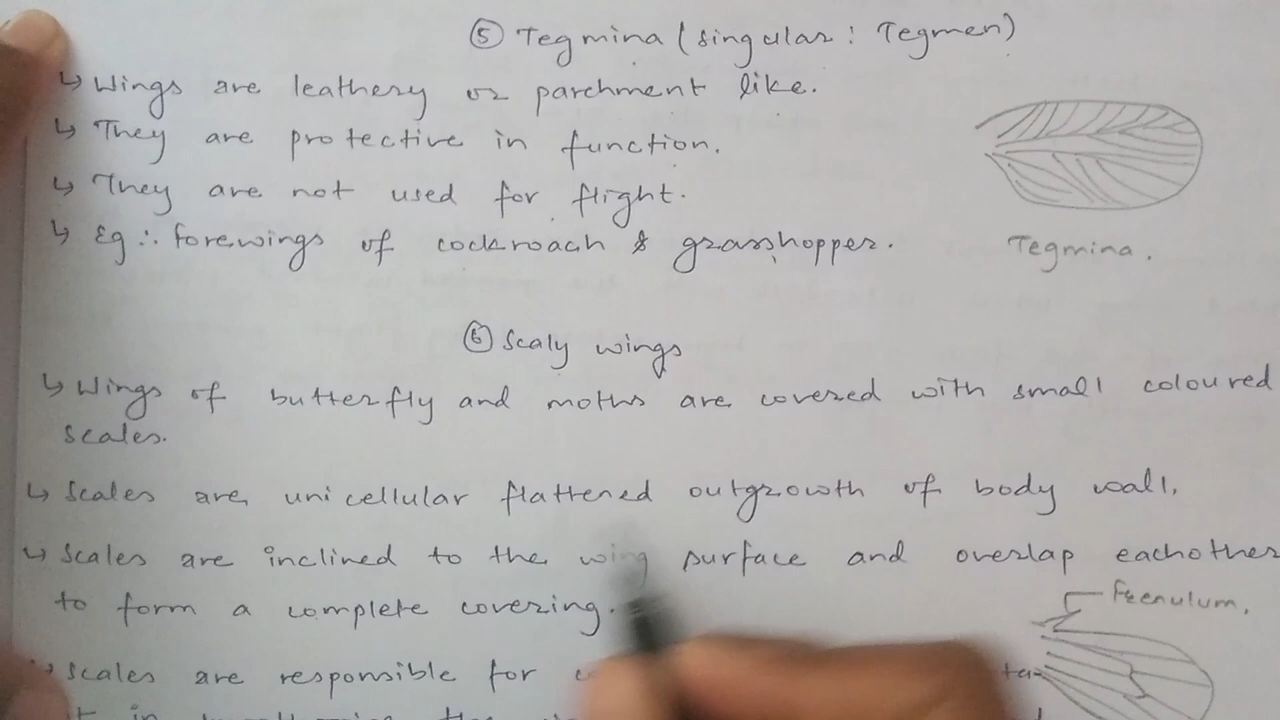 ⑤ Tegmina (singular: Tegmen)
↳ Wings are leathery or parchment like.
↳ They are protective in function.
↳ They are not used for flight.
↳ Eg ∴ forewings of cockroach & grasshopper.
Tegmina.
⑥ Scaly wings
↳ Wings of butterfly and moths are covered with small coloured
scales.
↳ Scales are unicellular flattened outgrowth of body wall.
↳ Scales are inclined to the wing surface and overlap eachother
to form a complete covering.
Frenulum.
Scales are responsible for
in